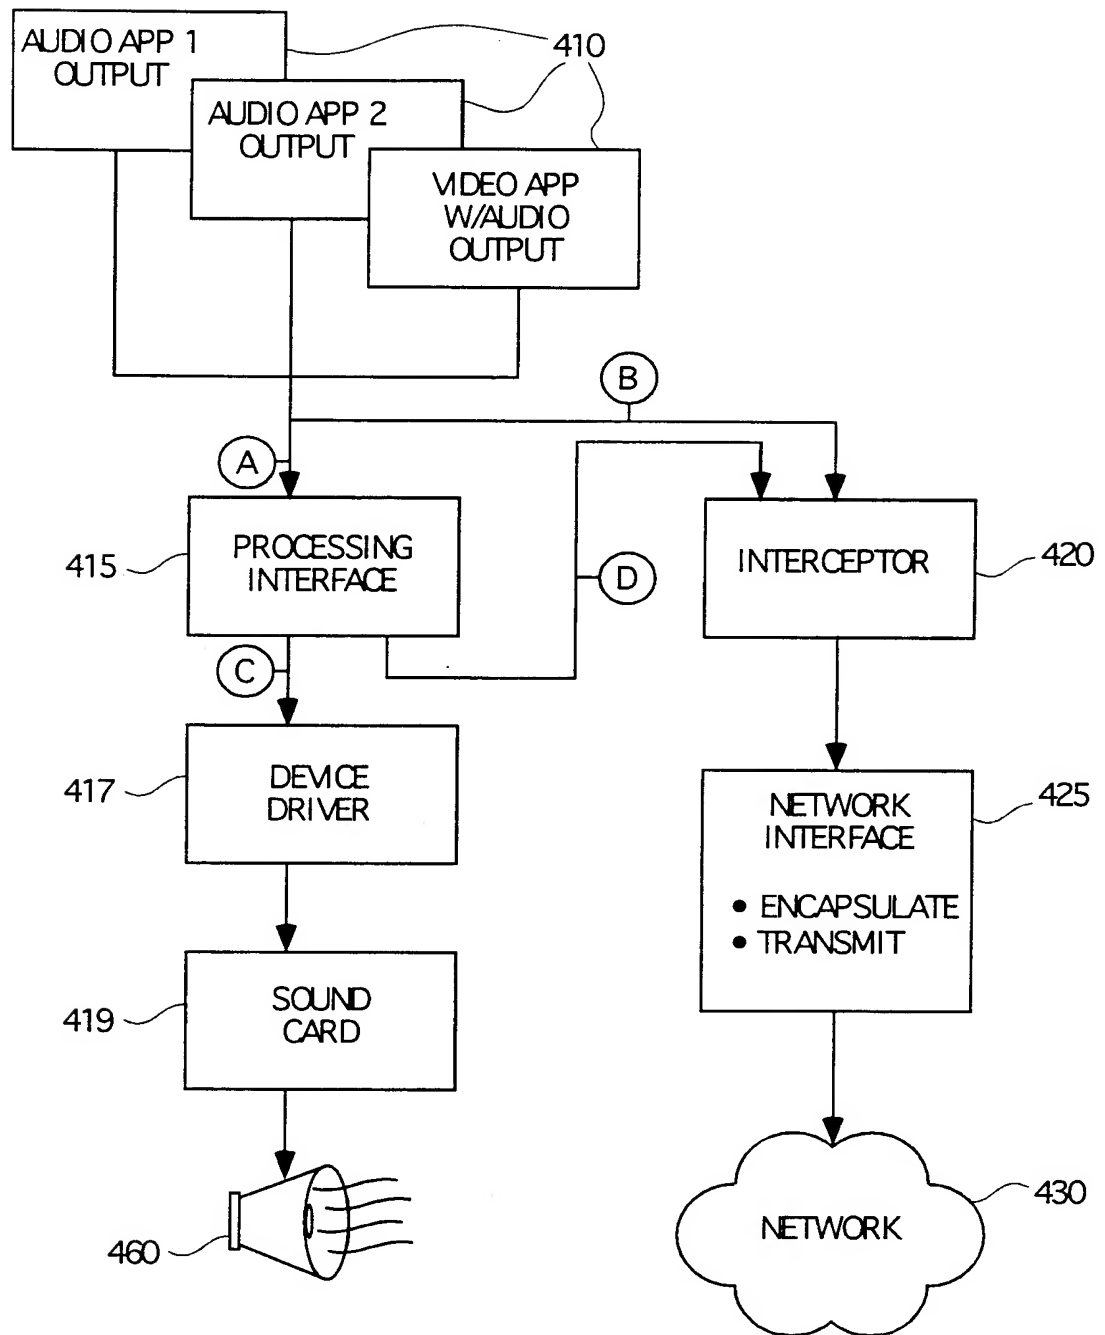 AUDIO APP 1
OUTPUT
410
AUDIO APP 2
OUTPUT
VIDEO APP
W/AUDIO
OUTPUT
B
A
PROCESSING
INTERFACE
415
D
INTERCEPTOR
420
C
DEVICE
DRIVER
417
NETWORK
INTERFACE
• ENCAPSULATE
• TRANSMIT
425
SOUND
CARD
419
460
NETWORK
430